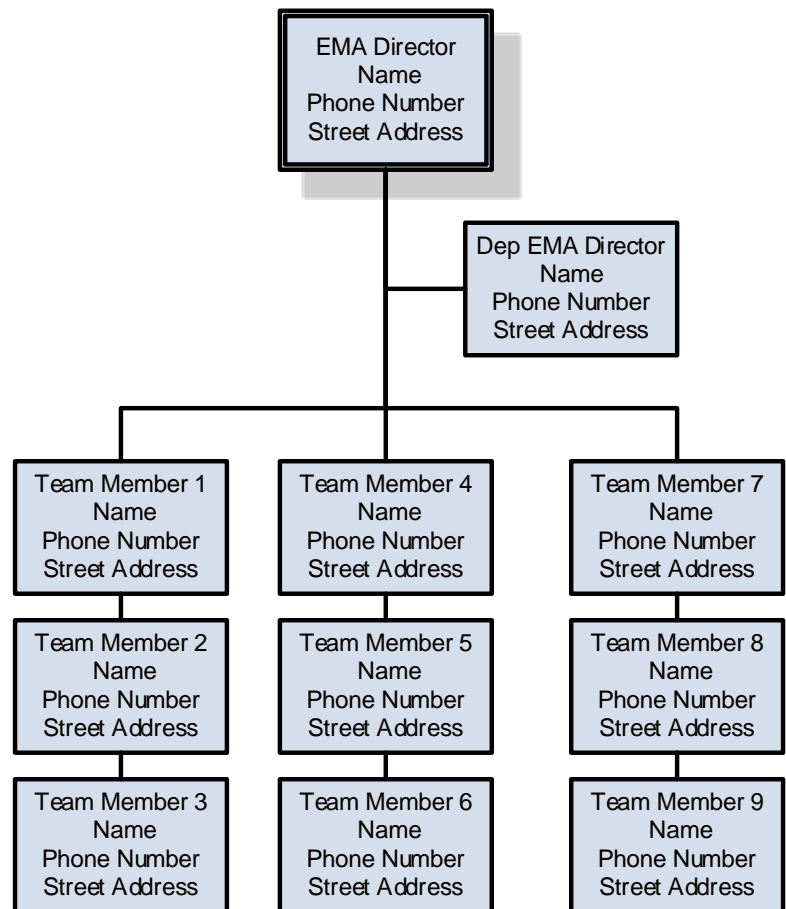 EMA Director
Name
Phone Number
Street Address
Dep EMA Director
Name
Phone Number
Street Address
Team Member 1
Name
Phone Number
Street Address
Team Member 4
Name
Phone Number
Street Address
Team Member 7
Name
Phone Number
Street Address
Team Member 2
Name
Phone Number
Street Address
Team Member 5
Name
Phone Number
Street Address
Team Member 8
Name
Phone Number
Street Address
Team Member 3
Name
Phone Number
Street Address
Team Member 6
Name
Phone Number
Street Address
Team Member 9
Name
Phone Number
Street Address